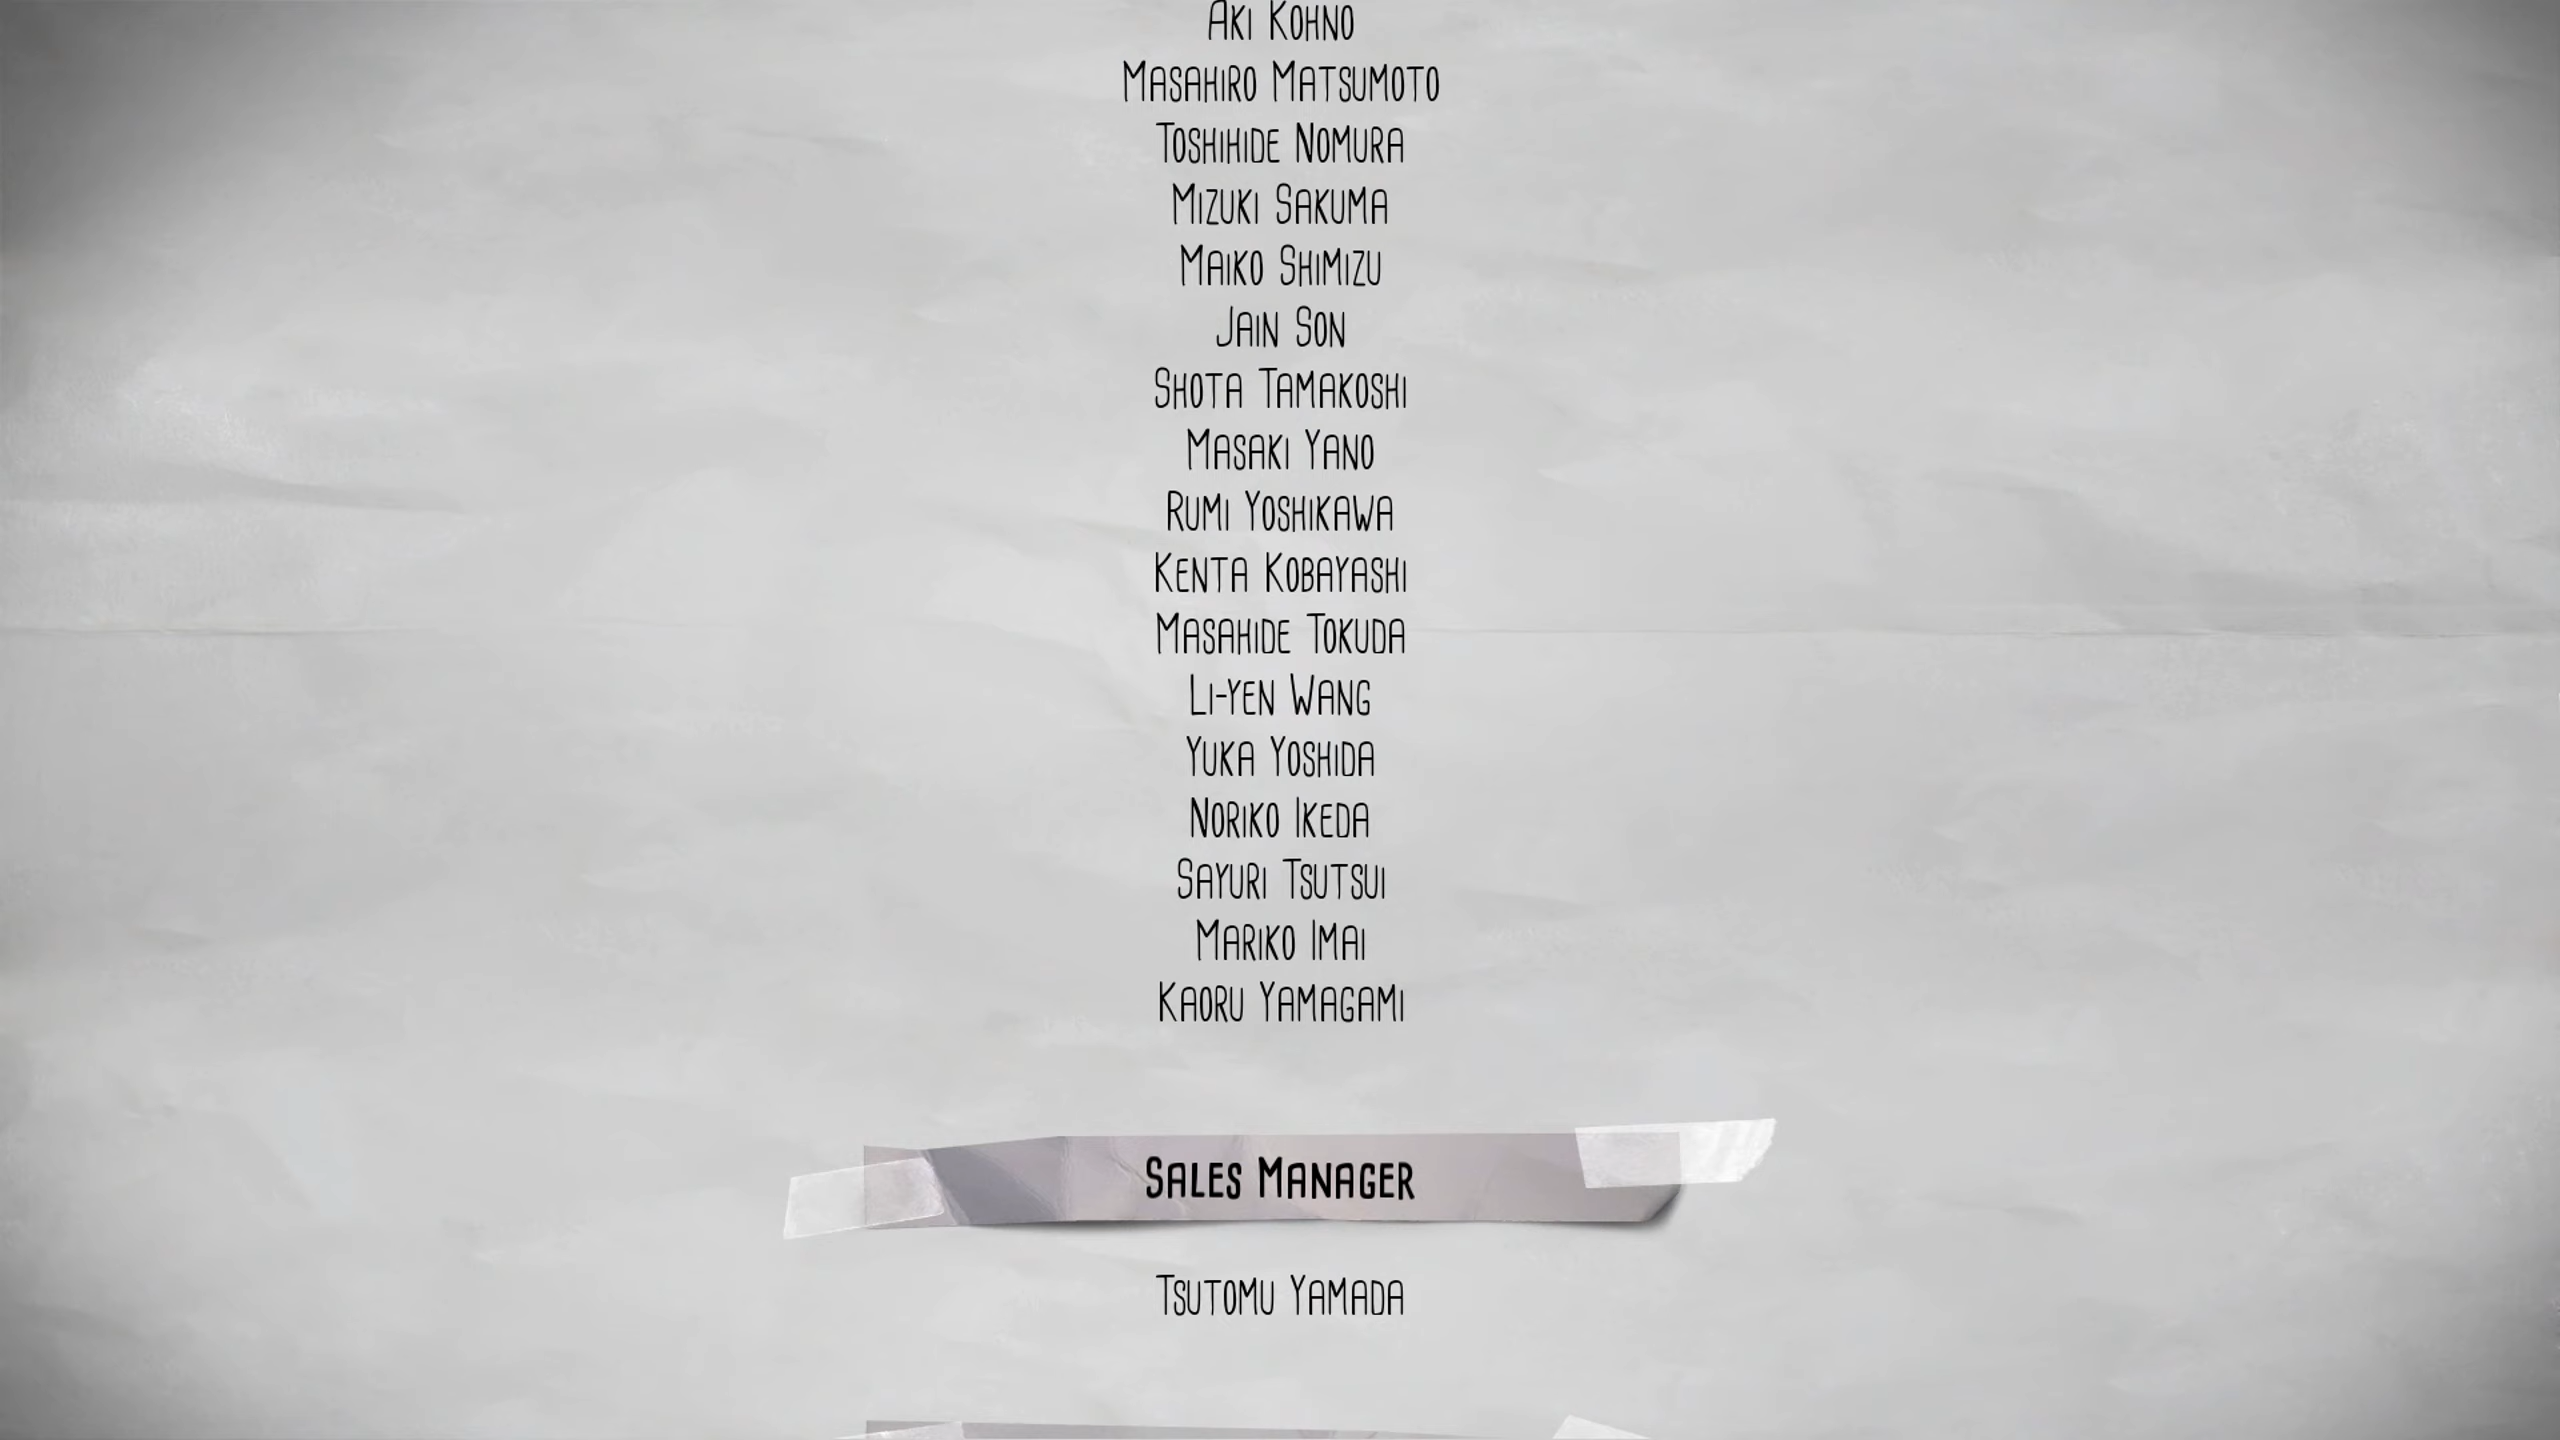 Aki Kohno
Masahiro Matsumoto
Toshihide Nomura
Mizuki Sakuma
Maiko Shimizu
Jain Son
Shota Tamakoshi
Masaki Yano
Rumi Yoshikawa
Kenta Kobayashi
Masahide Tokuda
Li-yen Wang
Yuka Yoshida
Noriko Ikeda
Sayuri Tsutsui
Mariko Imai
Kaoru Yamagami
Sales Manager
Tsutomu Yamada